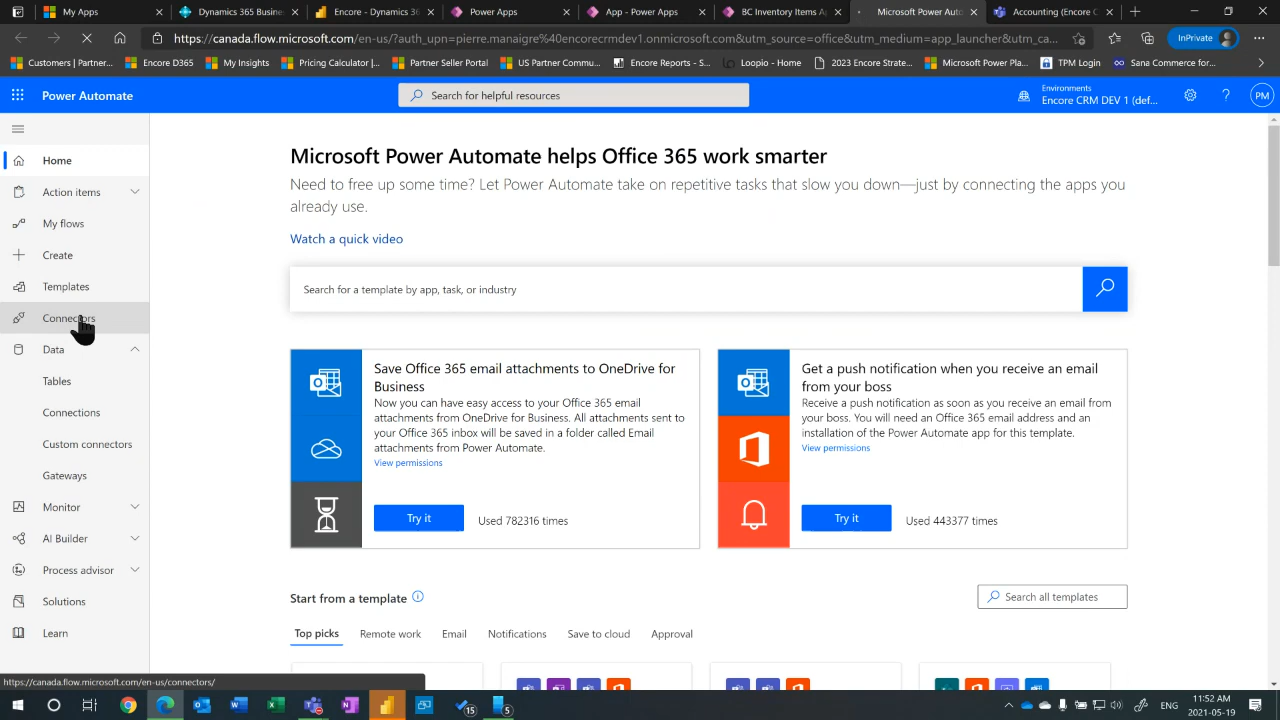 My Apps
Dynamics 365 Busine
Encore - Dynamics 36
Power Apps
App - Power Apps
BC Inventory Items A
Microsoft Power Auto
Accounting (Encore C
https://canada.flow.microsoft.com/en-us/?auth_upn=pierre.manaigre%40encorecrmdev1.onmicrosoft.com&utm_source=office&utm_medium=app_launcher&utm_ca...
InPrivate
Customers | Partner...
Encore D365
My Insights
Pricing Calculator |...
Partner Seller Portal
US Partner Commu...
Encore Reports - S...
Loopio - Home
2023 Encore Strate...
Microsoft Power Pla...
TPM Login
Sana Commerce for...
Power Automate
Search for helpful resources
Environments
Encore CRM DEV 1 (def...
?
PM
Home
Action items
My flows
Create
Templates
Connectors
Data
Tables
Connections
Custom connectors
Gateways
Monitor
AI Builder
Process advisor
Solutions
Learn
Microsoft Power Automate helps Office 365 work smarter
Need to free up some time? Let Power Automate take on repetitive tasks that slow you down—just by connecting the apps you
already use.
Watch a quick video
Search for a template by app, task, or industry
Save Office 365 email attachments to OneDrive for
Business
Now you can have easy access to your Office 365 email
attachments from OneDrive for Business. All attachments sent to
your Office 365 inbox will be saved in a folder called Email
attachments from Power Automate.
View permissions
Try it
Used 782316 times
Get a push notification when you receive an email
from your boss
Receive a push notification as soon as you receive an email from
your boss. You will need an Office 365 email address and an
installation of the Power Automate app for this template.
View permissions
Try it
Used 443377 times
Start from a template
Search all templates
Top picks
Remote work
Email
Notifications
Save to cloud
Approval
https://canada.flow.microsoft.com/en-us/connectors/
15
5
ENG
11:52 AM
2021-05-19